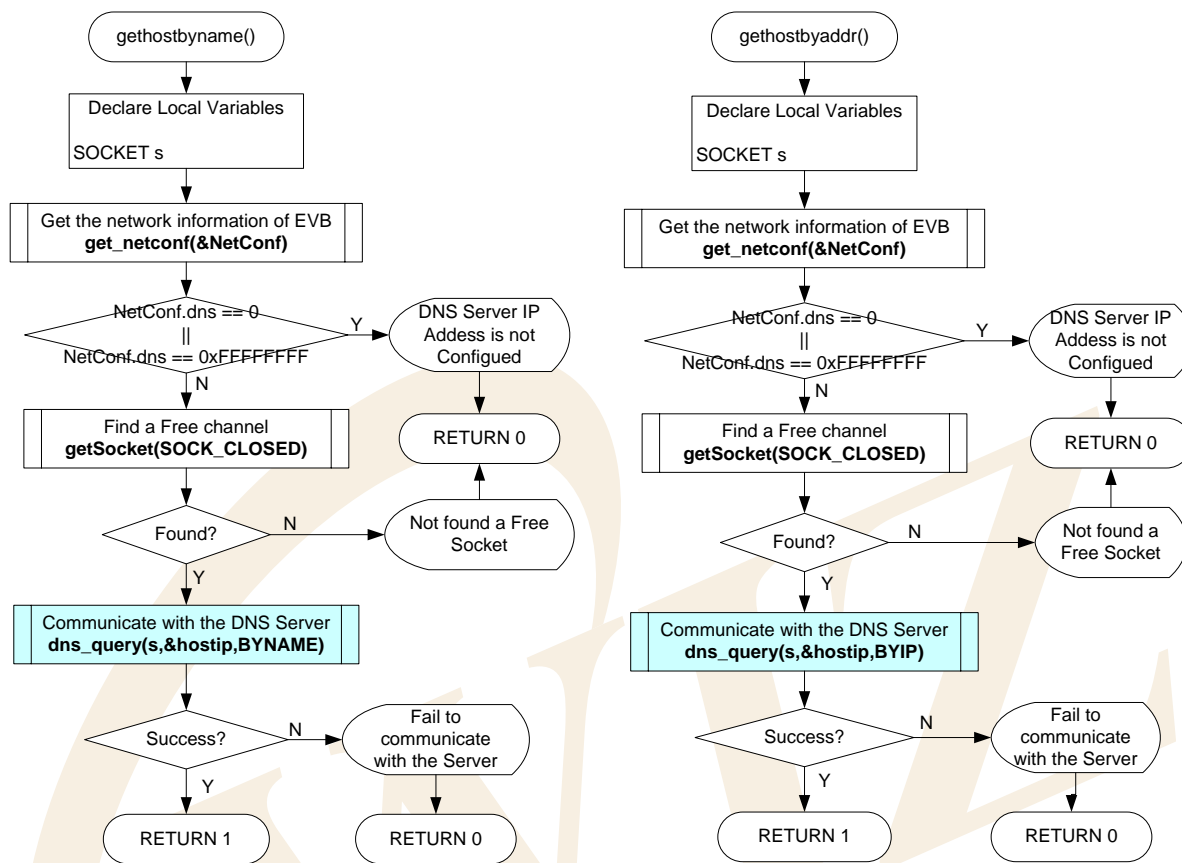 gethostbyname()
Declare Local Variables
SOCKET s
Get the network information of EVB
get_netconf(&NetConf)
NetConf.dns == 0
||
NetConf.dns == 0xFFFFFFFF
Y
DNS Server IP
Addess is not
Configued
N
RETURN 0
Find a Free channel
getSocket(SOCK_CLOSED)
Found?
N
Not found a Free
Socket
Y
Communicate with the DNS Server
dns_query(s,&hostip,BYNAME)
Success?
N
Fail to
communicate
with the Server
Y
RETURN 1
RETURN 0
gethostbyaddr()
Declare Local Variables
SOCKET s
Get the network information of EVB
get_netconf(&NetConf)
NetConf.dns == 0
||
NetConf.dns == 0xFFFFFFFF
Y
DNS Server IP
Addess is not
Configued
N
RETURN 0
Find a Free channel
getSocket(SOCK_CLOSED)
Found?
N
Not found a
Free Socket
Y
Communicate with the DNS Server
dns_query(s,&hostip,BYIP)
Success?
N
Fail to
communicate
with the Server
Y
RETURN 1
RETURN 0